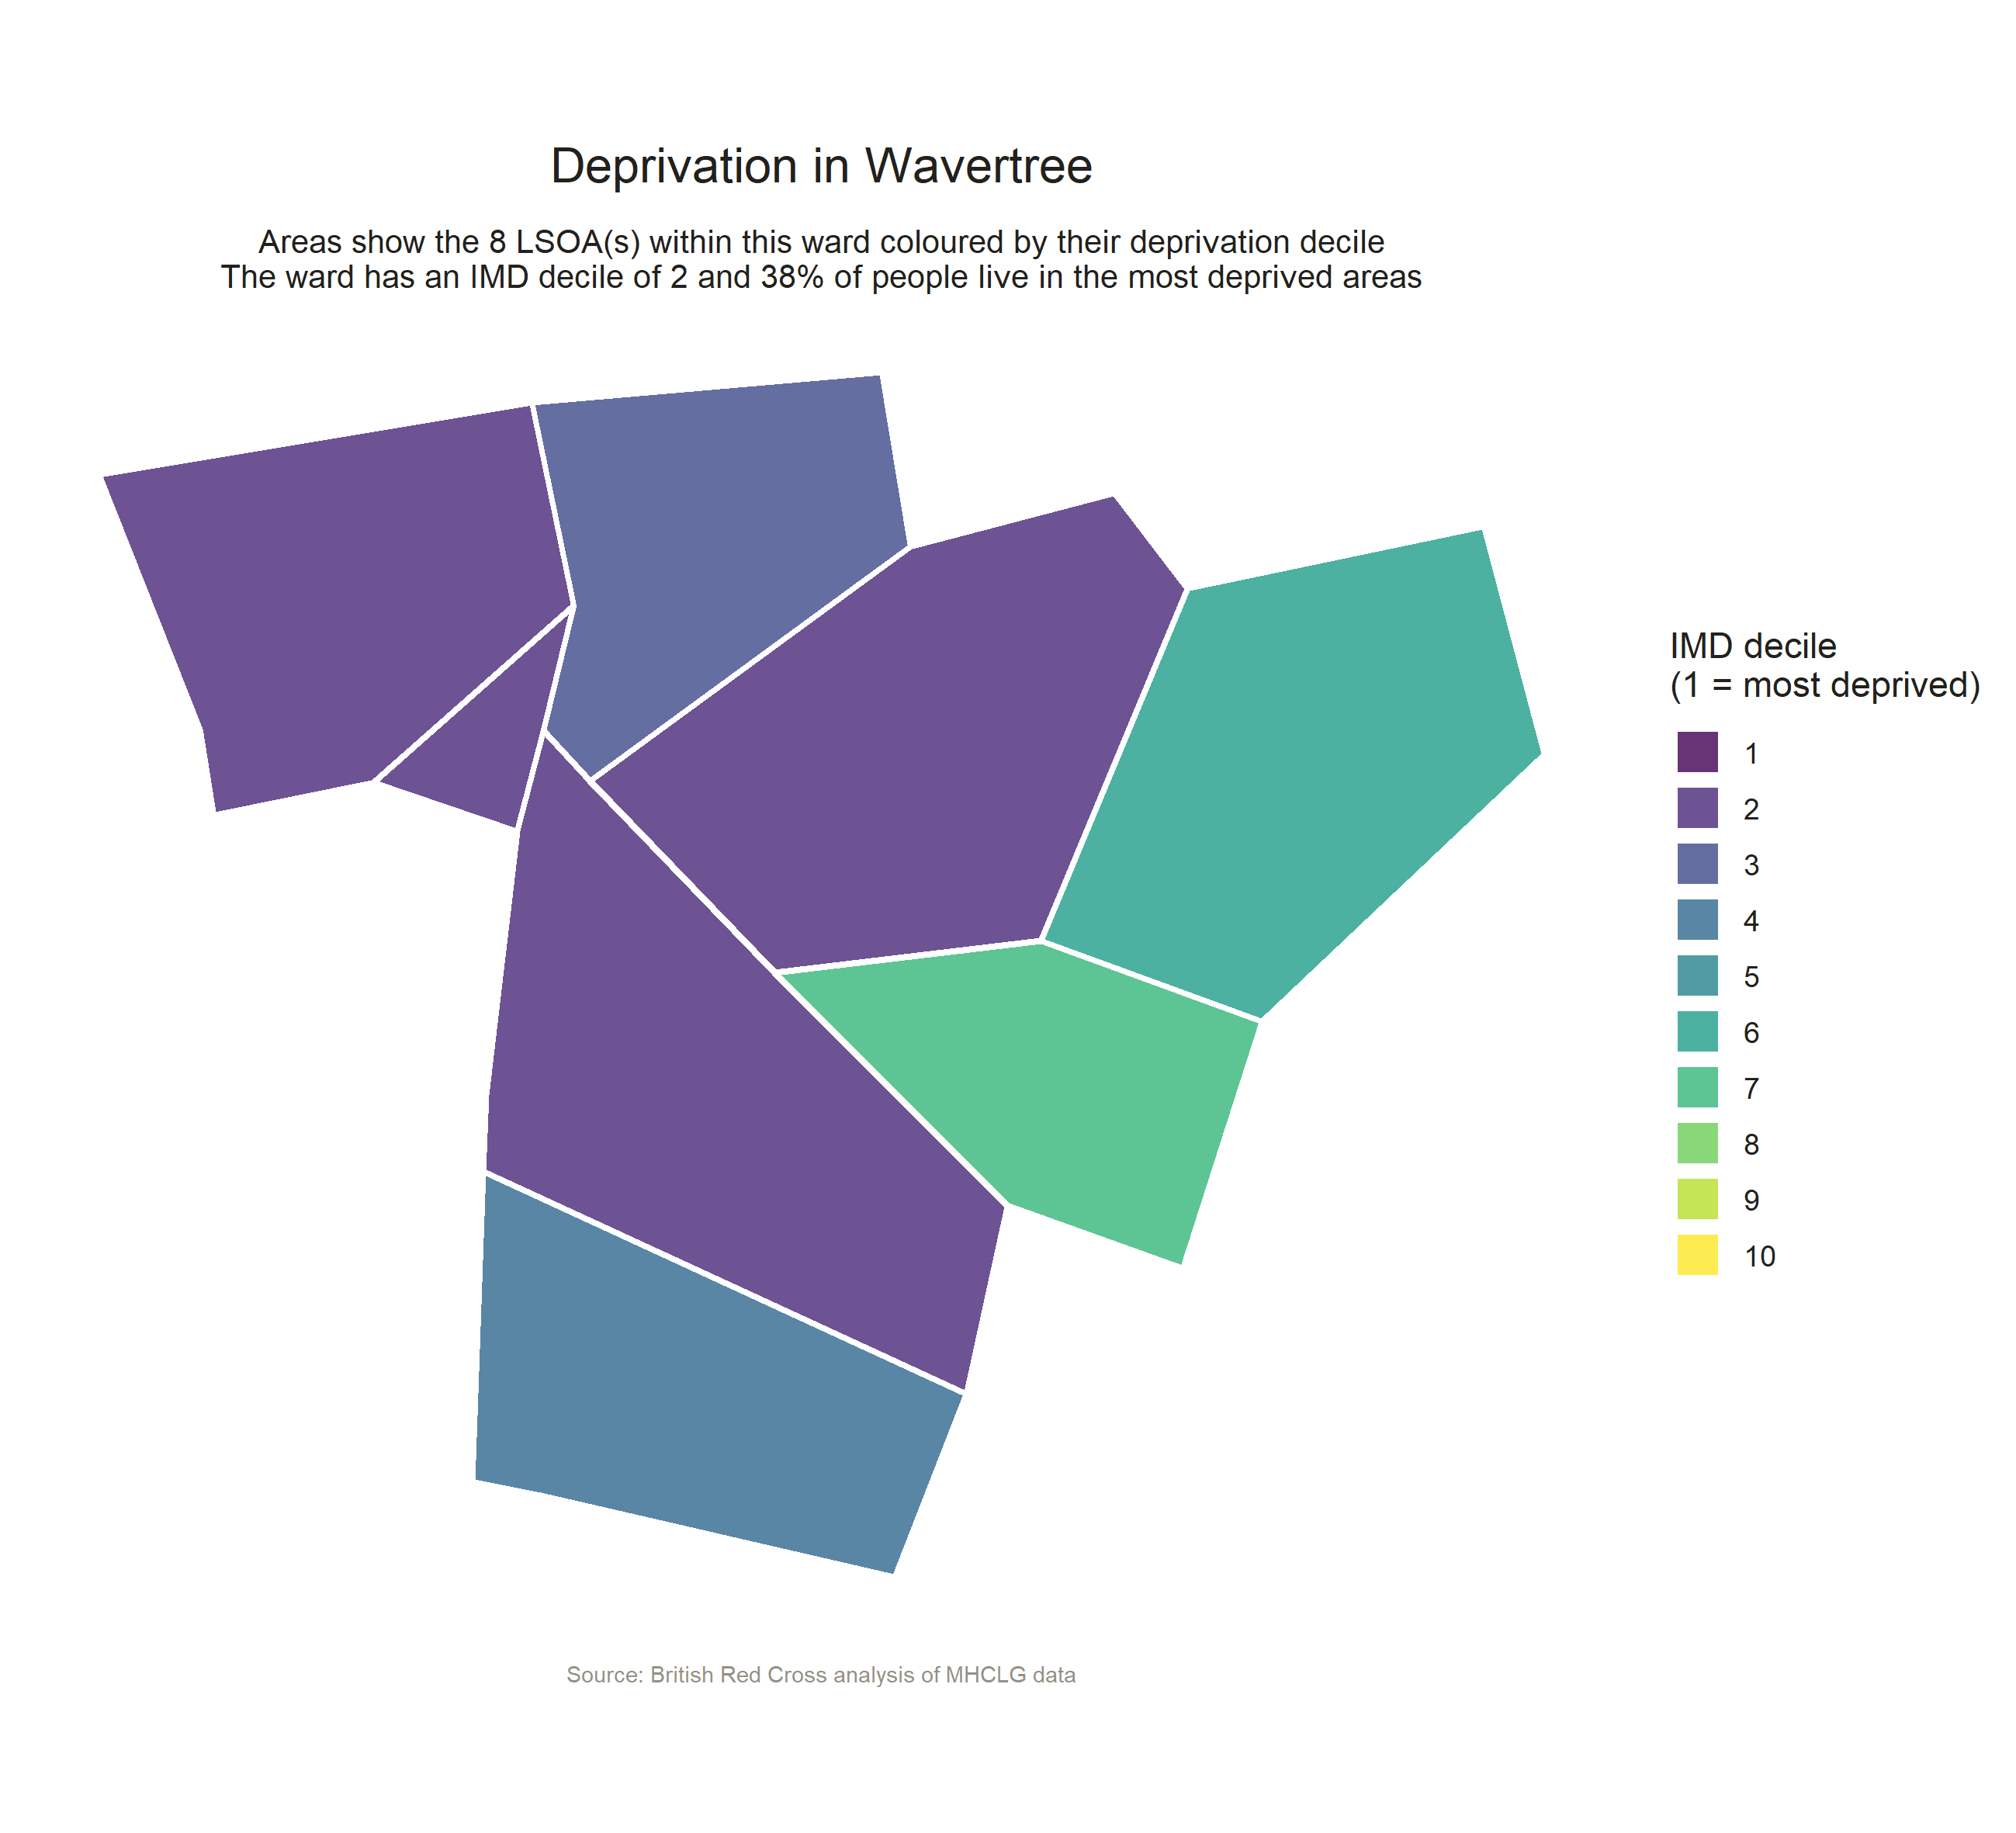 Deprivation in Wavertree
Areas show the 8 LSOA(s) within this ward coloured by their deprivation decile
The ward has an IMD decile of 2 and 38% of people live in the most deprived areas
IMD decile
(1 = most deprived)
1
2
3
4
5
6
7
8
9
10
Source: British Red Cross analysis of MHCLG data